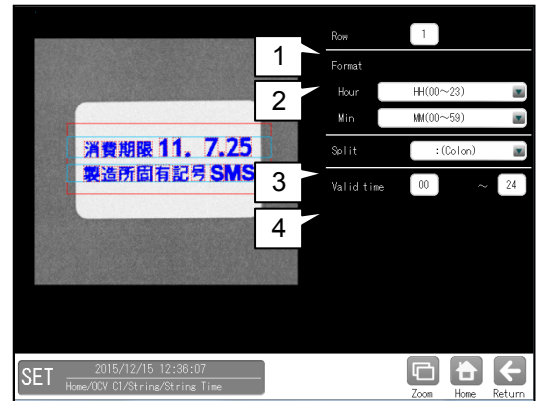 Row 1
1
Format
2
Hour HH(00～23)
Min MM(00～59)
消費期限 11. 7.25
製造所固有記号 SMS
Split :(Colon)
3
Valid time 00 ～ 24
4
SET
2015/12/15 12:36:07
Home/OCV C1/String/String Time
Zoom Home Return